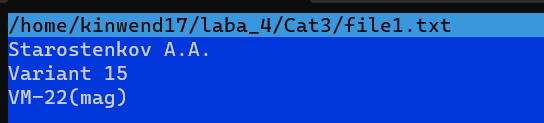 /home/kinwend17/laba_4/Cat3/file1.txt
Starostenkov A.A.
Variant 15
VM-22(mag)